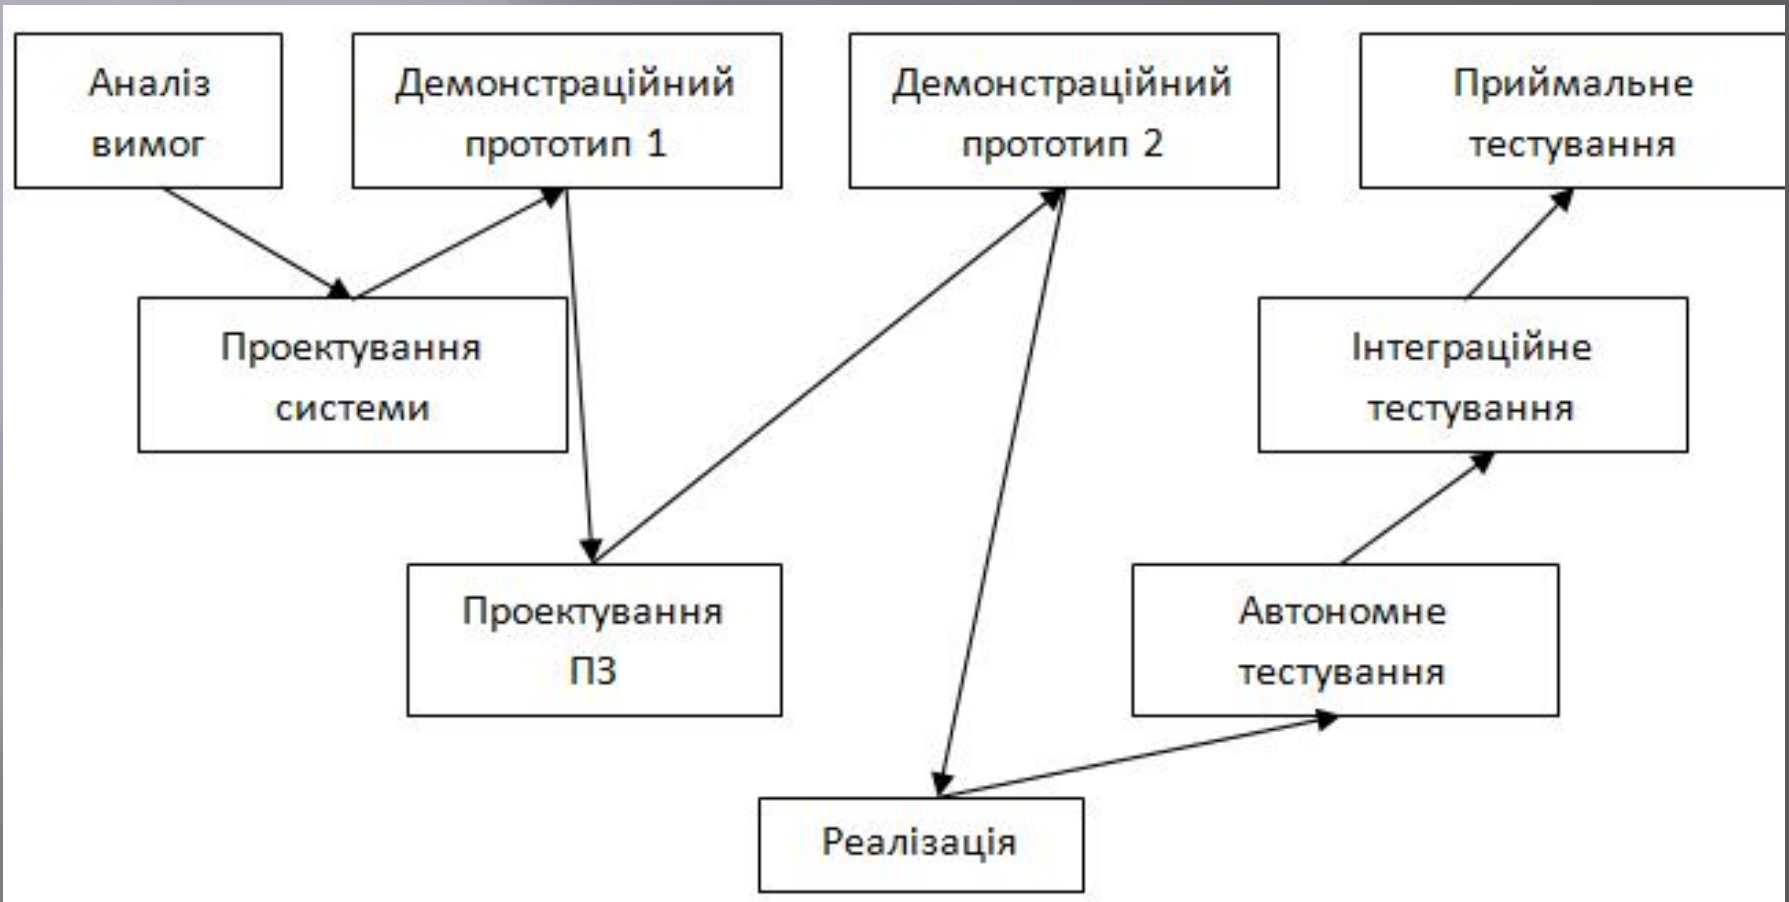 Аналіз
вимог
Демонстраційний
прототип 1
Демонстраційний
прототип 2
Приймальне
тестування
Проектування
системи
Інтеграційне
тестування
Проектування
ПЗ
Автономне
тестування
Реалізація